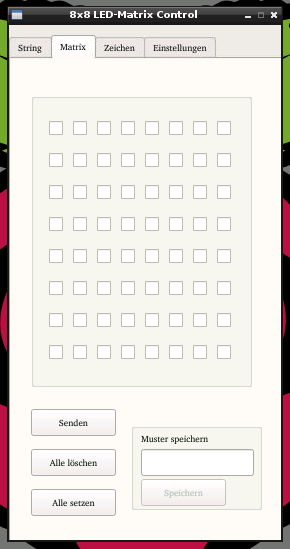 8x8 LED-Matrix Control
String Matrix Zeichen Einstellungen
Senden
Muster speichern
Alle löschen
Speichern
Alle setzen